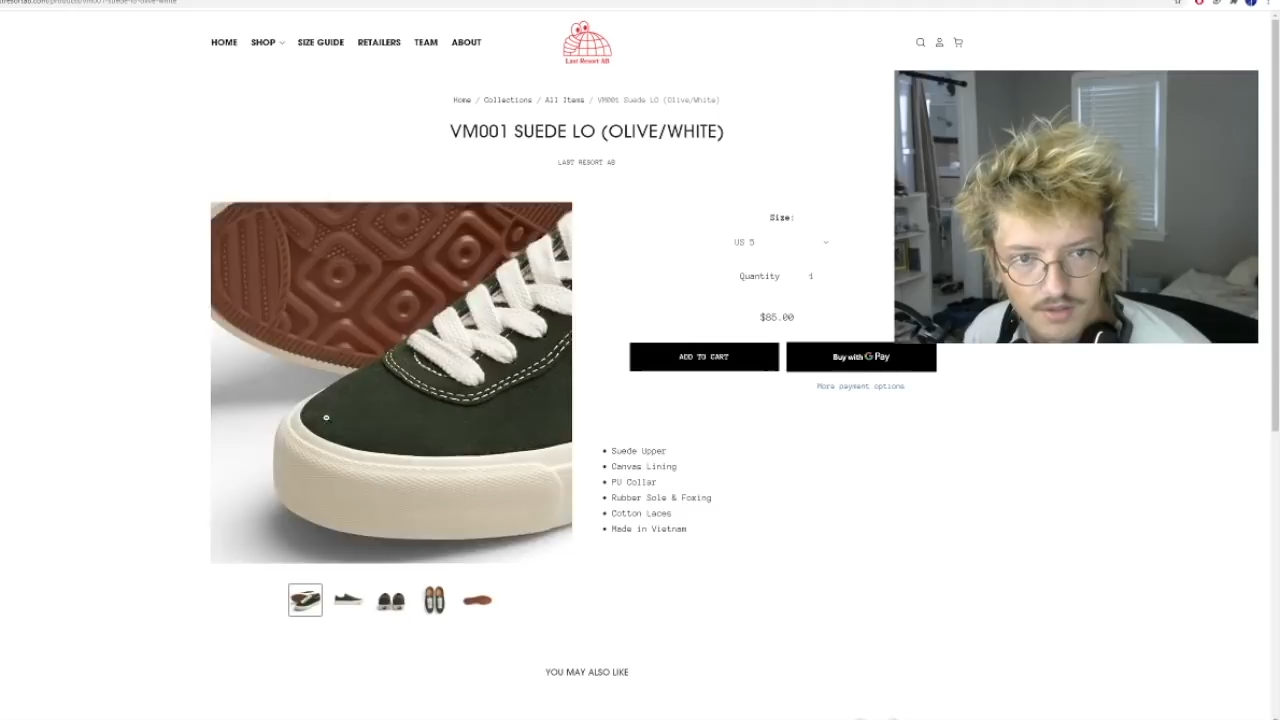 HOME SHOP SIZE GUIDE RETAILERS TEAM ABOUT
Last Resort AB
Home / Collections / All Items / VM001 Suede LO (Olive/White)
VM001 SUEDE LO (OLIVE/WHITE)
LAST RESORT AB
Size:
US 5
Quantity 1
$85.00
ADD TO CART
Buy with G Pay
More payment options
Suede Upper
Canvas Lining
PU Collar
Rubber Sole & Foxing
Cotton Laces
Made in Vietnam
YOU MAY ALSO LIKE